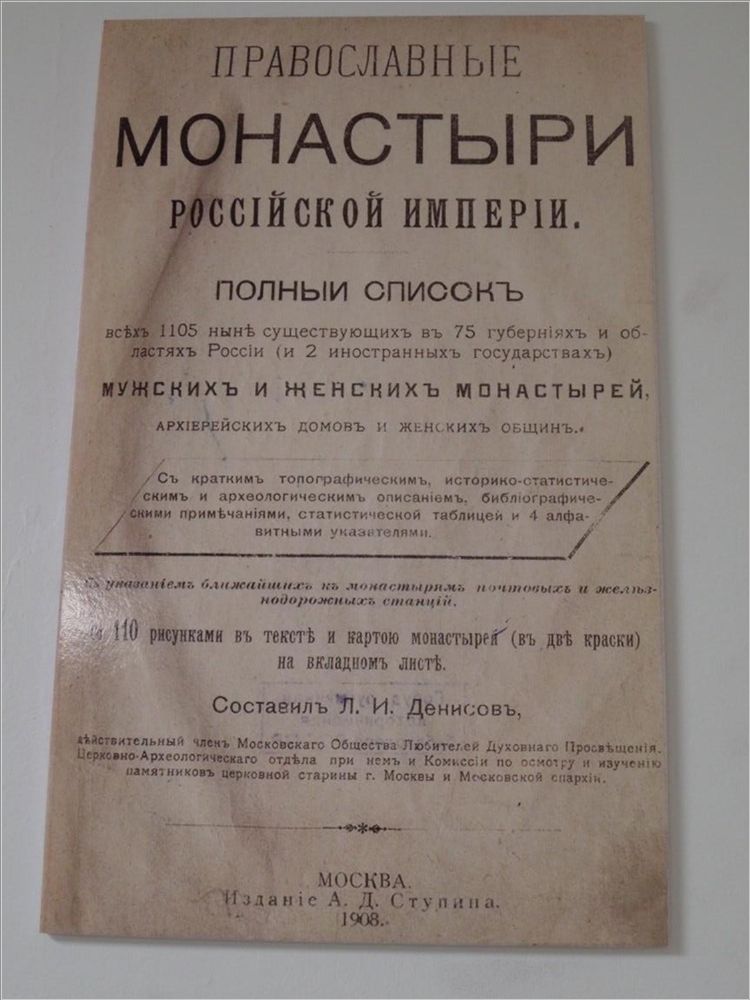 ПРАВОСЛАВНЫЕ
МОНАСТЫРИ
РОССІЙСКОЙ ИМПЕРІИ.
ПОЛНЫЙ СПИСОКЪ
всѣхъ 1105 нынѣ существующихъ въ 75 губерніяхъ и об-
ластяхъ Россіи (и 2 иностранныхъ государствахъ)
МУЖСКИХЪ И ЖЕНСКИХЪ МОНАСТЫРЕЙ,
АРХІЕРЕЙСКИХЪ ДОМОВЪ И ЖЕНСКИХЪ ОБЩИНЪ.
Съ краткимъ топографическимъ, историко-статистиче-
скимъ и археологическимъ описаніемъ, библіографиче-
скими примѣчаніями, статистической таблицей и 4 алфа-
витными указателями.
Съ указаніемъ ближайшихъ къ монастырямъ почтовыхъ и желѣз-
нодорожныхъ станцій.
съ 110 рисунками въ текстѣ и картою монастырей (въ двѣ краски)
на вкладномъ листѣ.
Составилъ Л. И. Денисовъ,
дѣйствительный членъ Московскаго Общества Любителей Духовнаго Просвѣщенія.
Церковно-Археологическаго отдѣла при немъ и Комиссіи по осмотру и изученію
памятниковъ церковной старины г. Москвы и Московской епархіи.
МОСКВА.
Изданіе А. Д. Ступина.
1908.